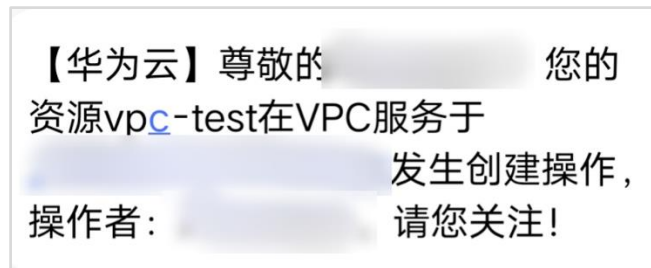 【华为云】尊敬的 您的
资源vpc-test在VPC服务于
发生创建操作，
操作者： 请您关注！